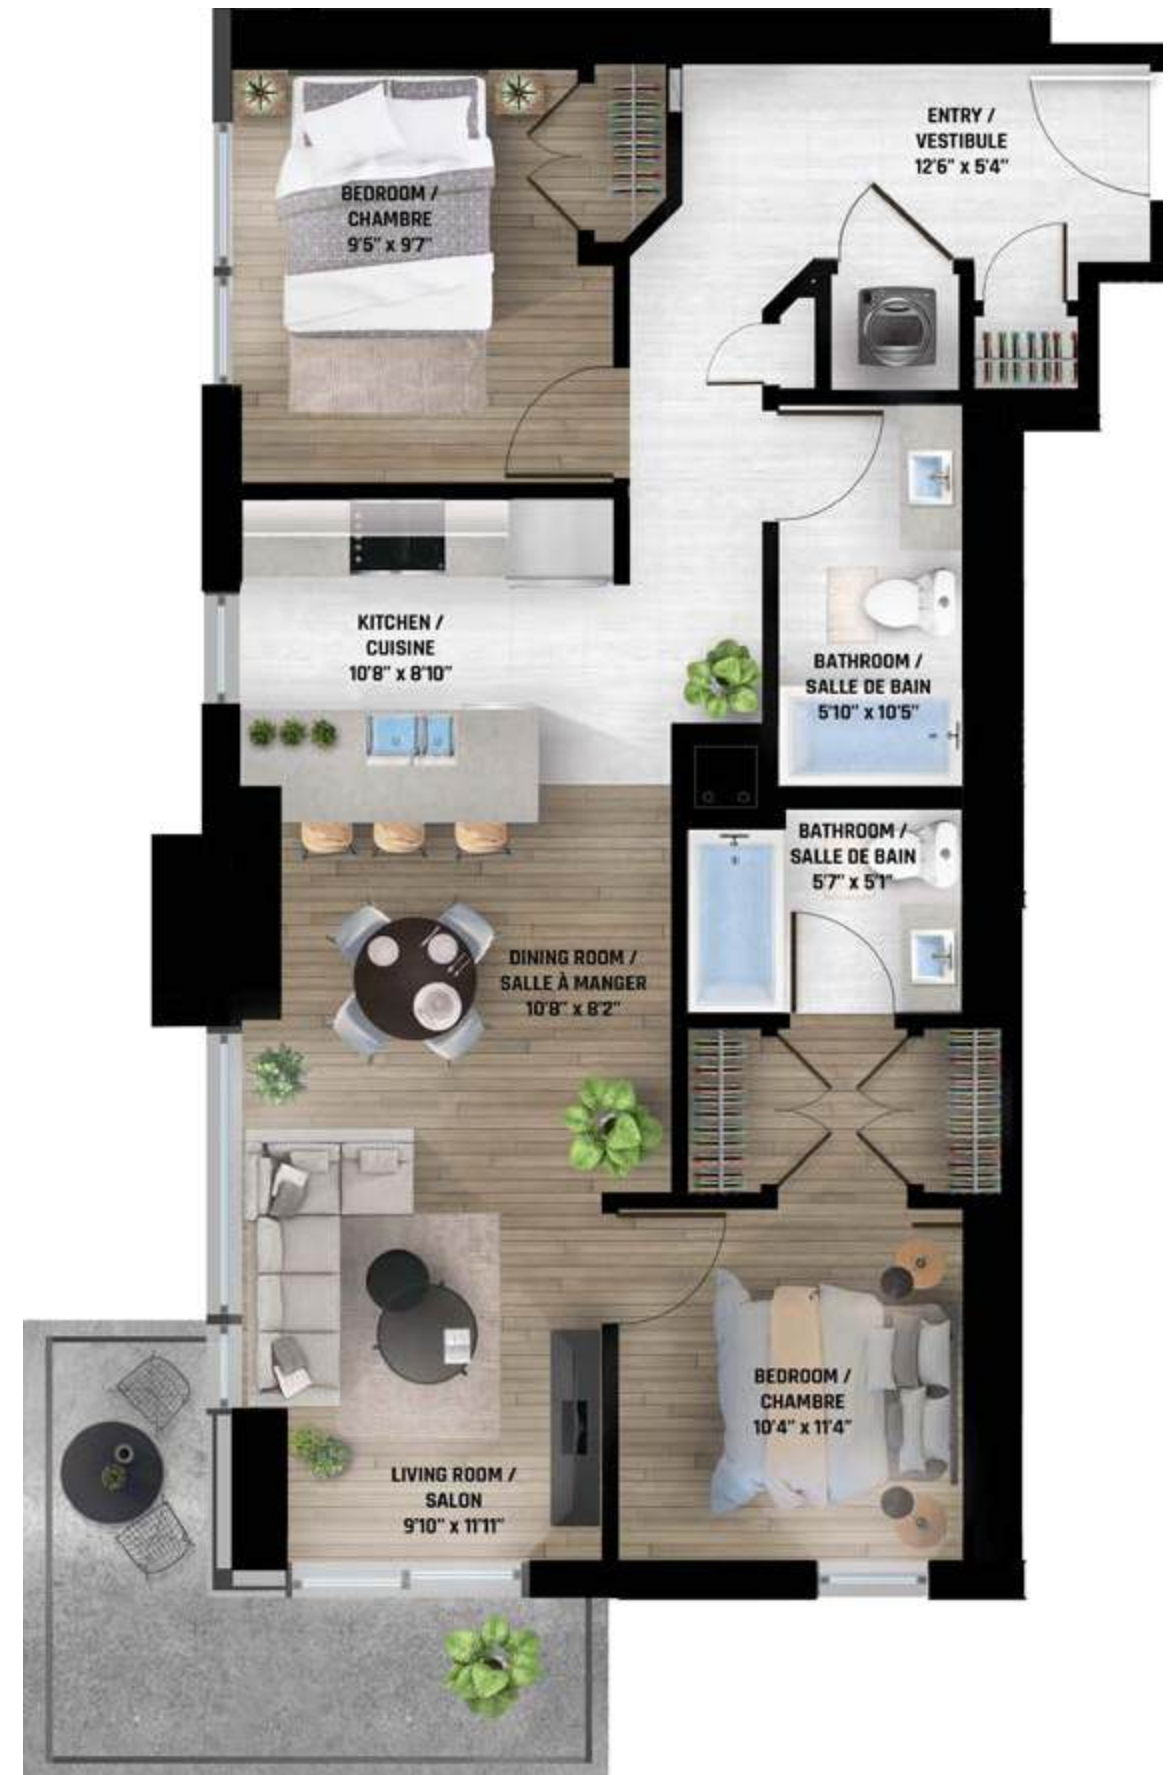 ENTRY /
VESTIBULE
12'6" x 5'4"
BEDROOM /
CHAMBRE
9'5" x 9'7"
KITCHEN /
CUISINE
10'8" x 8'10"
BATHROOM /
SALLE DE BAIN
5'10" x 10'5"
BATHROOM /
SALLE DE BAIN
5'7" x 5'1"
DINING ROOM /
SALLE À MANGER
10'8" x 8'2"
BEDROOM /
CHAMBRE
10'4" x 11'4"
LIVING ROOM /
SALON
9'10" x 11'11"